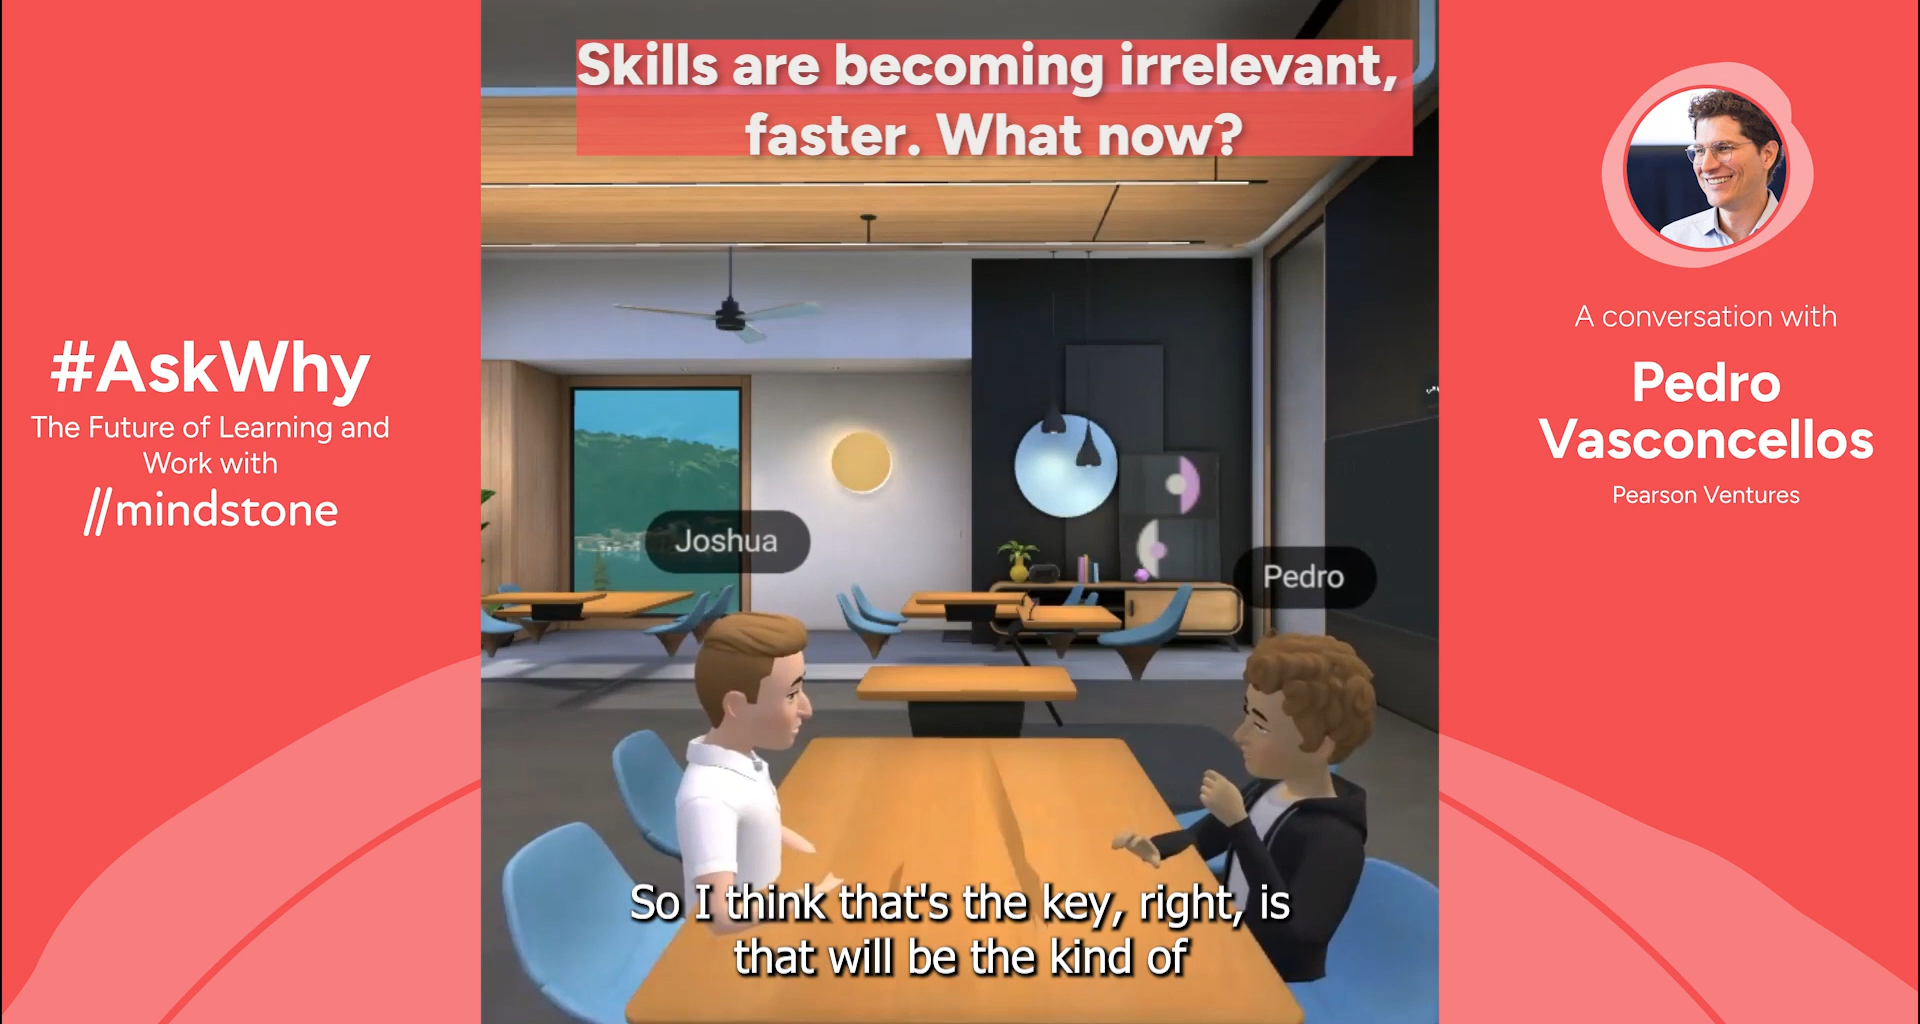 Skills are becoming irrelevant,
faster. What now?
#AskWhy
The Future of Learning and
Work with
//mindstone
A conversation with
Pedro
Vasconcellos
Pearson Ventures
Joshua
Pedro
So I think that's the key, right, is
that will be the kind of